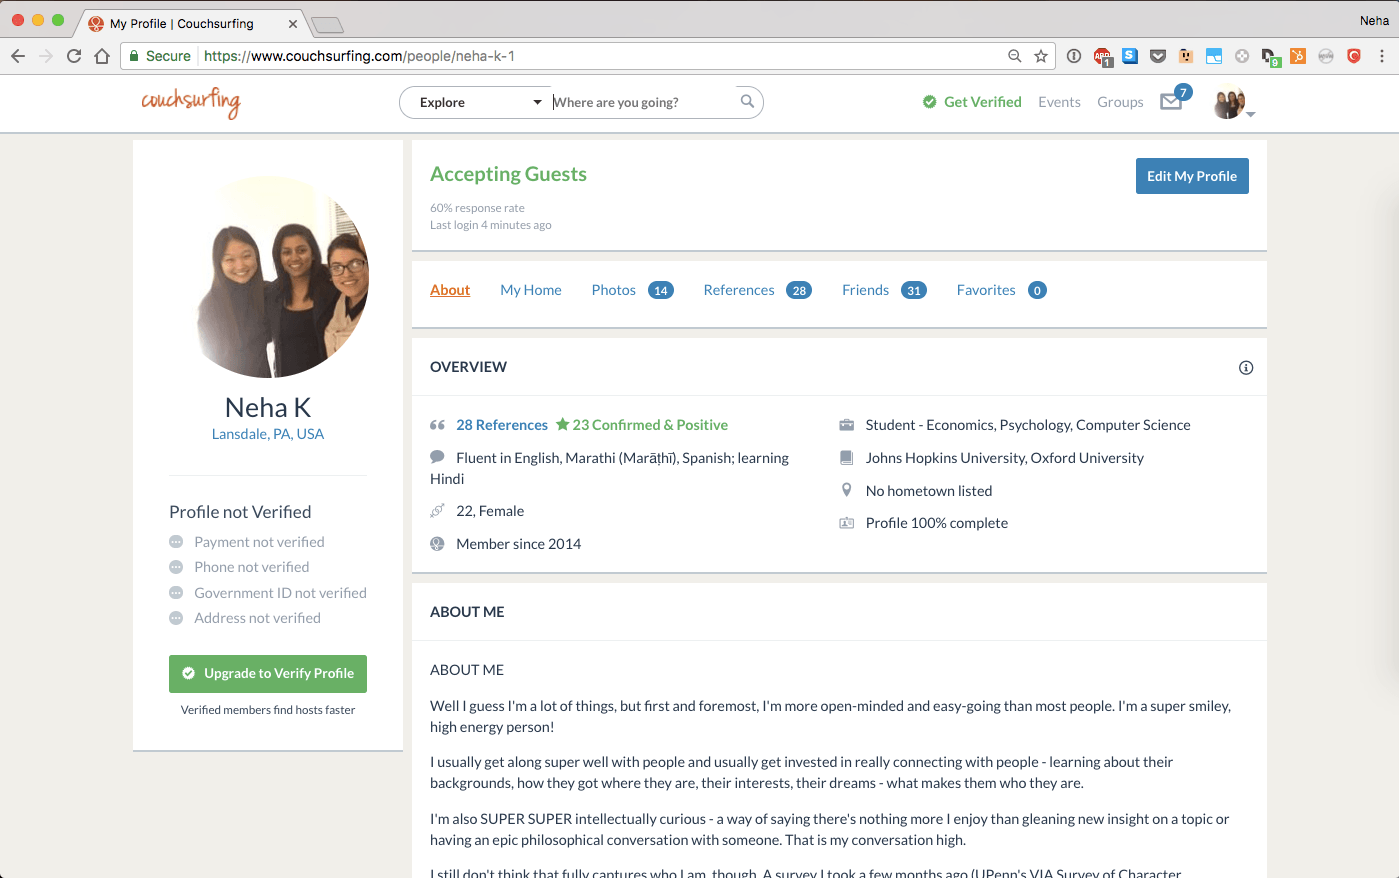 My Profile | Couchsurfing
Neha
Secure https://www.couchsurfing.com/people/neha-k-1
1
9
couchsurfing
Explore
Where are you going?
Get Verified
Events
Groups
7
Neha K
Lansdale, PA, USA
Profile not Verified
Payment not verified
Phone not verified
Government ID not verified
Address not verified
Upgrade to Verify Profile
Verified members find hosts faster
Accepting Guests
60% response rate
Last login 4 minutes ago
Edit My Profile
About My Home Photos 14 References 28 Friends 31 Favorites 0
OVERVIEW
28 References 23 Confirmed & Positive
Fluent in English, Marathi (Marāṭhī), Spanish; learning
Hindi
22, Female
Member since 2014
Student - Economics, Psychology, Computer Science
Johns Hopkins University, Oxford University
No hometown listed
Profile 100% complete
ABOUT ME
ABOUT ME
Well I guess I'm a lot of things, but first and foremost, I'm more open-minded and easy-going than most people. I'm a super smiley,
high energy person!
I usually get along super well with people and usually get invested in really connecting with people - learning about their
backgrounds, how they got where they are, their interests, their dreams - what makes them who they are.
I'm also SUPER SUPER intellectually curious - a way of saying there's nothing more I enjoy than gleaning new insight on a topic or
having an epic philosophical conversation with someone. That is my conversation high.
I still don't think that fully captures who I am, though. A survey I took a few months ago (UPenn's VIA Survey of Character